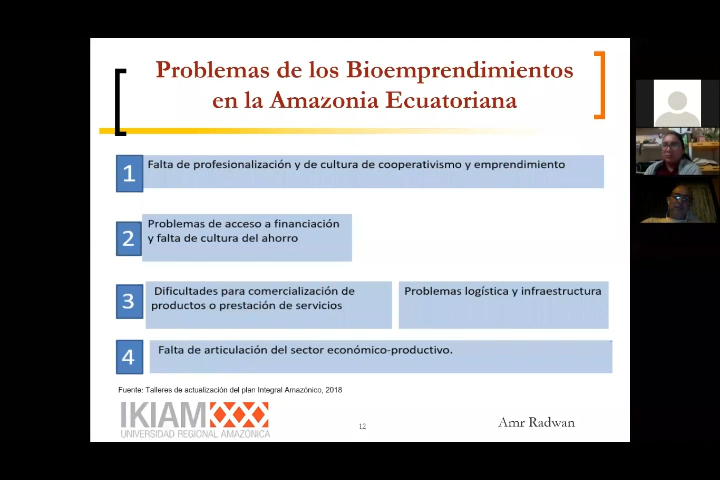 Problemas de los Bioemprendimientos
en la Amazonia Ecuatoriana
1
Falta de profesionalización y de cultura de cooperativismo y emprendimiento
2
Problemas de acceso a financiación
y falta de cultura del ahorro
3
Dificultades para comercialización de
productos o prestación de servicios
Problemas logística y infraestructura
4
Falta de articulación del sector económico-productivo.
Fuente: Talleres de actualización del plan Integral Amazónico, 2018
IKIAM
UNIVERSIDAD REGIONAL AMAZÓNICA
12
Amr Radwan